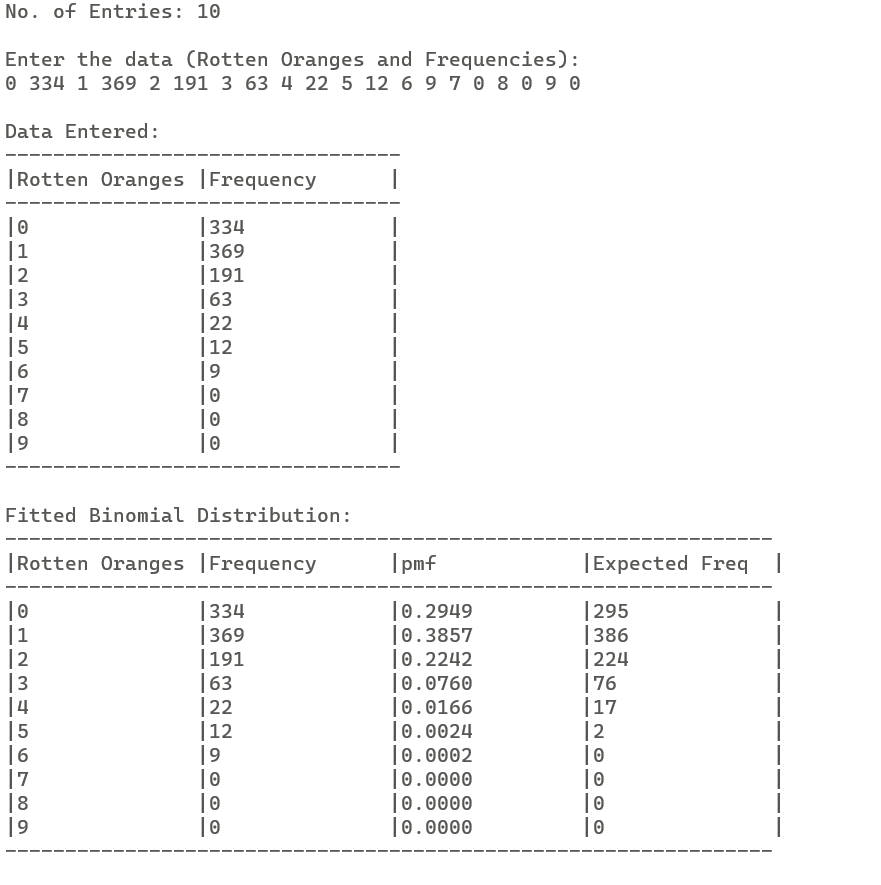 No. of Entries: 10
Enter the data (Rotten Oranges and Frequencies):
0 334 1 369 2 191 3 63 4 22 5 12 6 9 7 0 8 0 9 0
Data Entered:
---------------------------------
|Rotten Oranges |Frequency      |
---------------------------------
|0              |334            |
|1              |369            |
|2              |191            |
|3              |63             |
|4              |22             |
|5              |12             |
|6              |9              |
|7              |0              |
|8              |0              |
|9              |0              |
---------------------------------
Fitted Binomial Distribution:
----------------------------------------------------------------
|Rotten Oranges |Frequency      |pmf            |Expected Freq  |
----------------------------------------------------------------
|0              |334            |0.2949         |295            |
|1              |369            |0.3857         |386            |
|2              |191            |0.2242         |224            |
|3              |63             |0.0760         |76             |
|4              |22             |0.0166         |17             |
|5              |12             |0.0024         |2              |
|6              |9              |0.0002         |0              |
|7              |0              |0.0000         |0              |
|8              |0              |0.0000         |0              |
|9              |0              |0.0000         |0              |
----------------------------------------------------------------